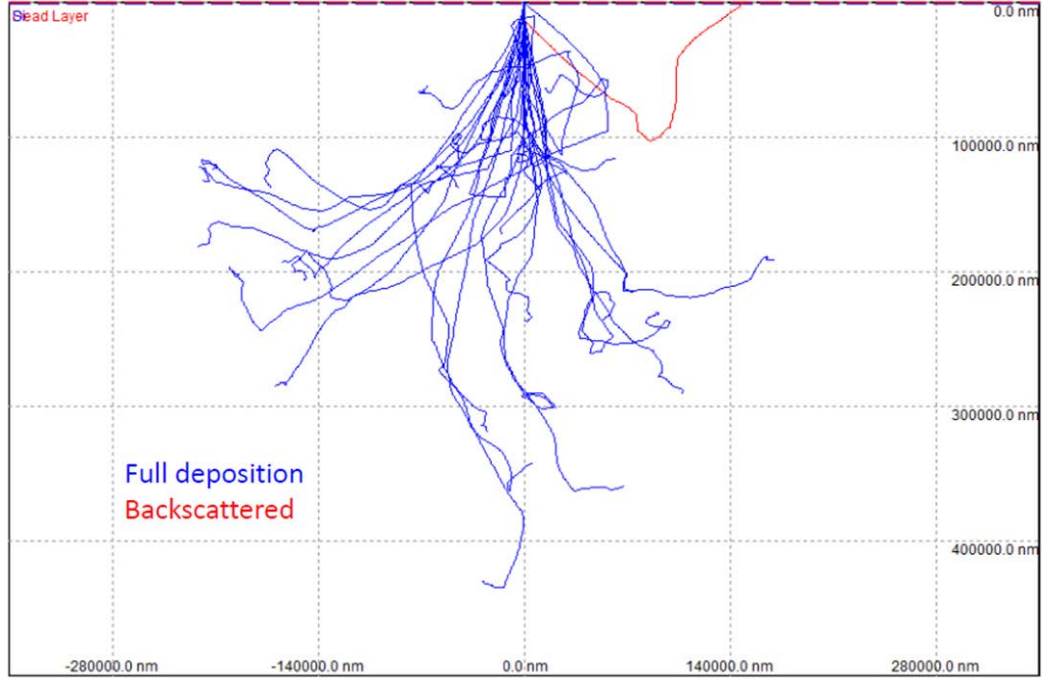 Dead Layer
0.0 nm
100000.0 nm
200000.0 nm
300000.0 nm
Full deposition
Backscattered
400000.0 nm
-280000.0 nm
-140000.0 nm
0.0 nm
140000.0 nm
280000.0 nm